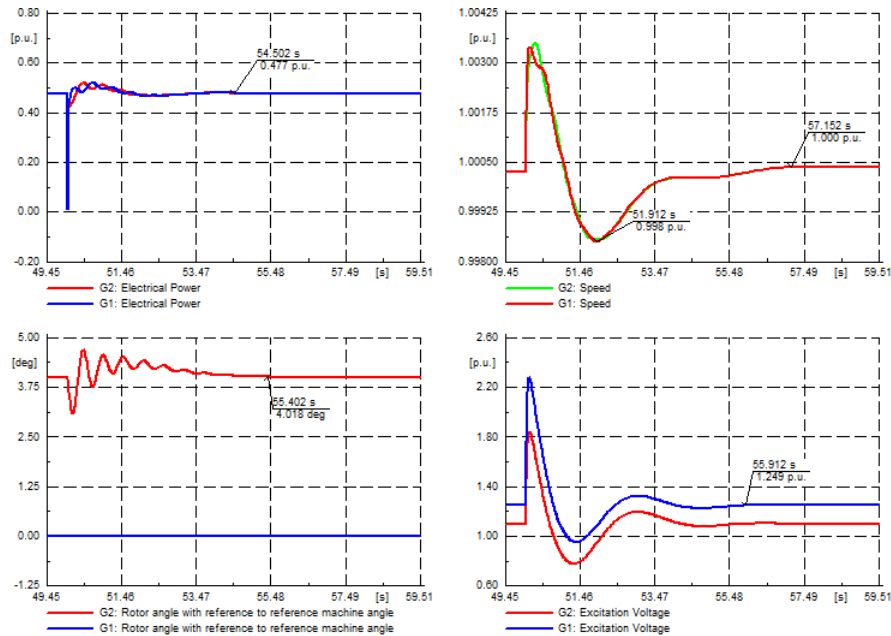 0.80
[p.u.]
0.60
0.40
0.20
0.00
-0.20
54.502 s
0.477 p.u.
49.45 51.46 53.47 55.48 57.49 [s] 59.51
G2: Electrical Power
G1: Electrical Power
1.00425
[p.u.]
1.00300
1.00175
1.00050
0.99925
0.99800
57.152 s
1.000 p.u.
51.912 s
0.998 p.u.
49.45 51.46 53.47 55.48 57.49 [s] 59.51
G2: Speed
G1: Speed
5.00
[deg]
3.75
2.50
1.25
0.00
-1.25
55.402 s
4.018 deg
49.45 51.46 53.47 55.48 57.49 [s] 59.51
G2: Rotor angle with reference to reference machine angle
G1: Rotor angle with reference to reference machine angle
2.60
[p.u.]
2.20
1.80
1.40
1.00
0.60
55.912 s
1.249 p.u.
49.45 51.46 53.47 55.48 57.49 [s] 59.51
G2: Excitation Voltage
G1: Excitation Voltage